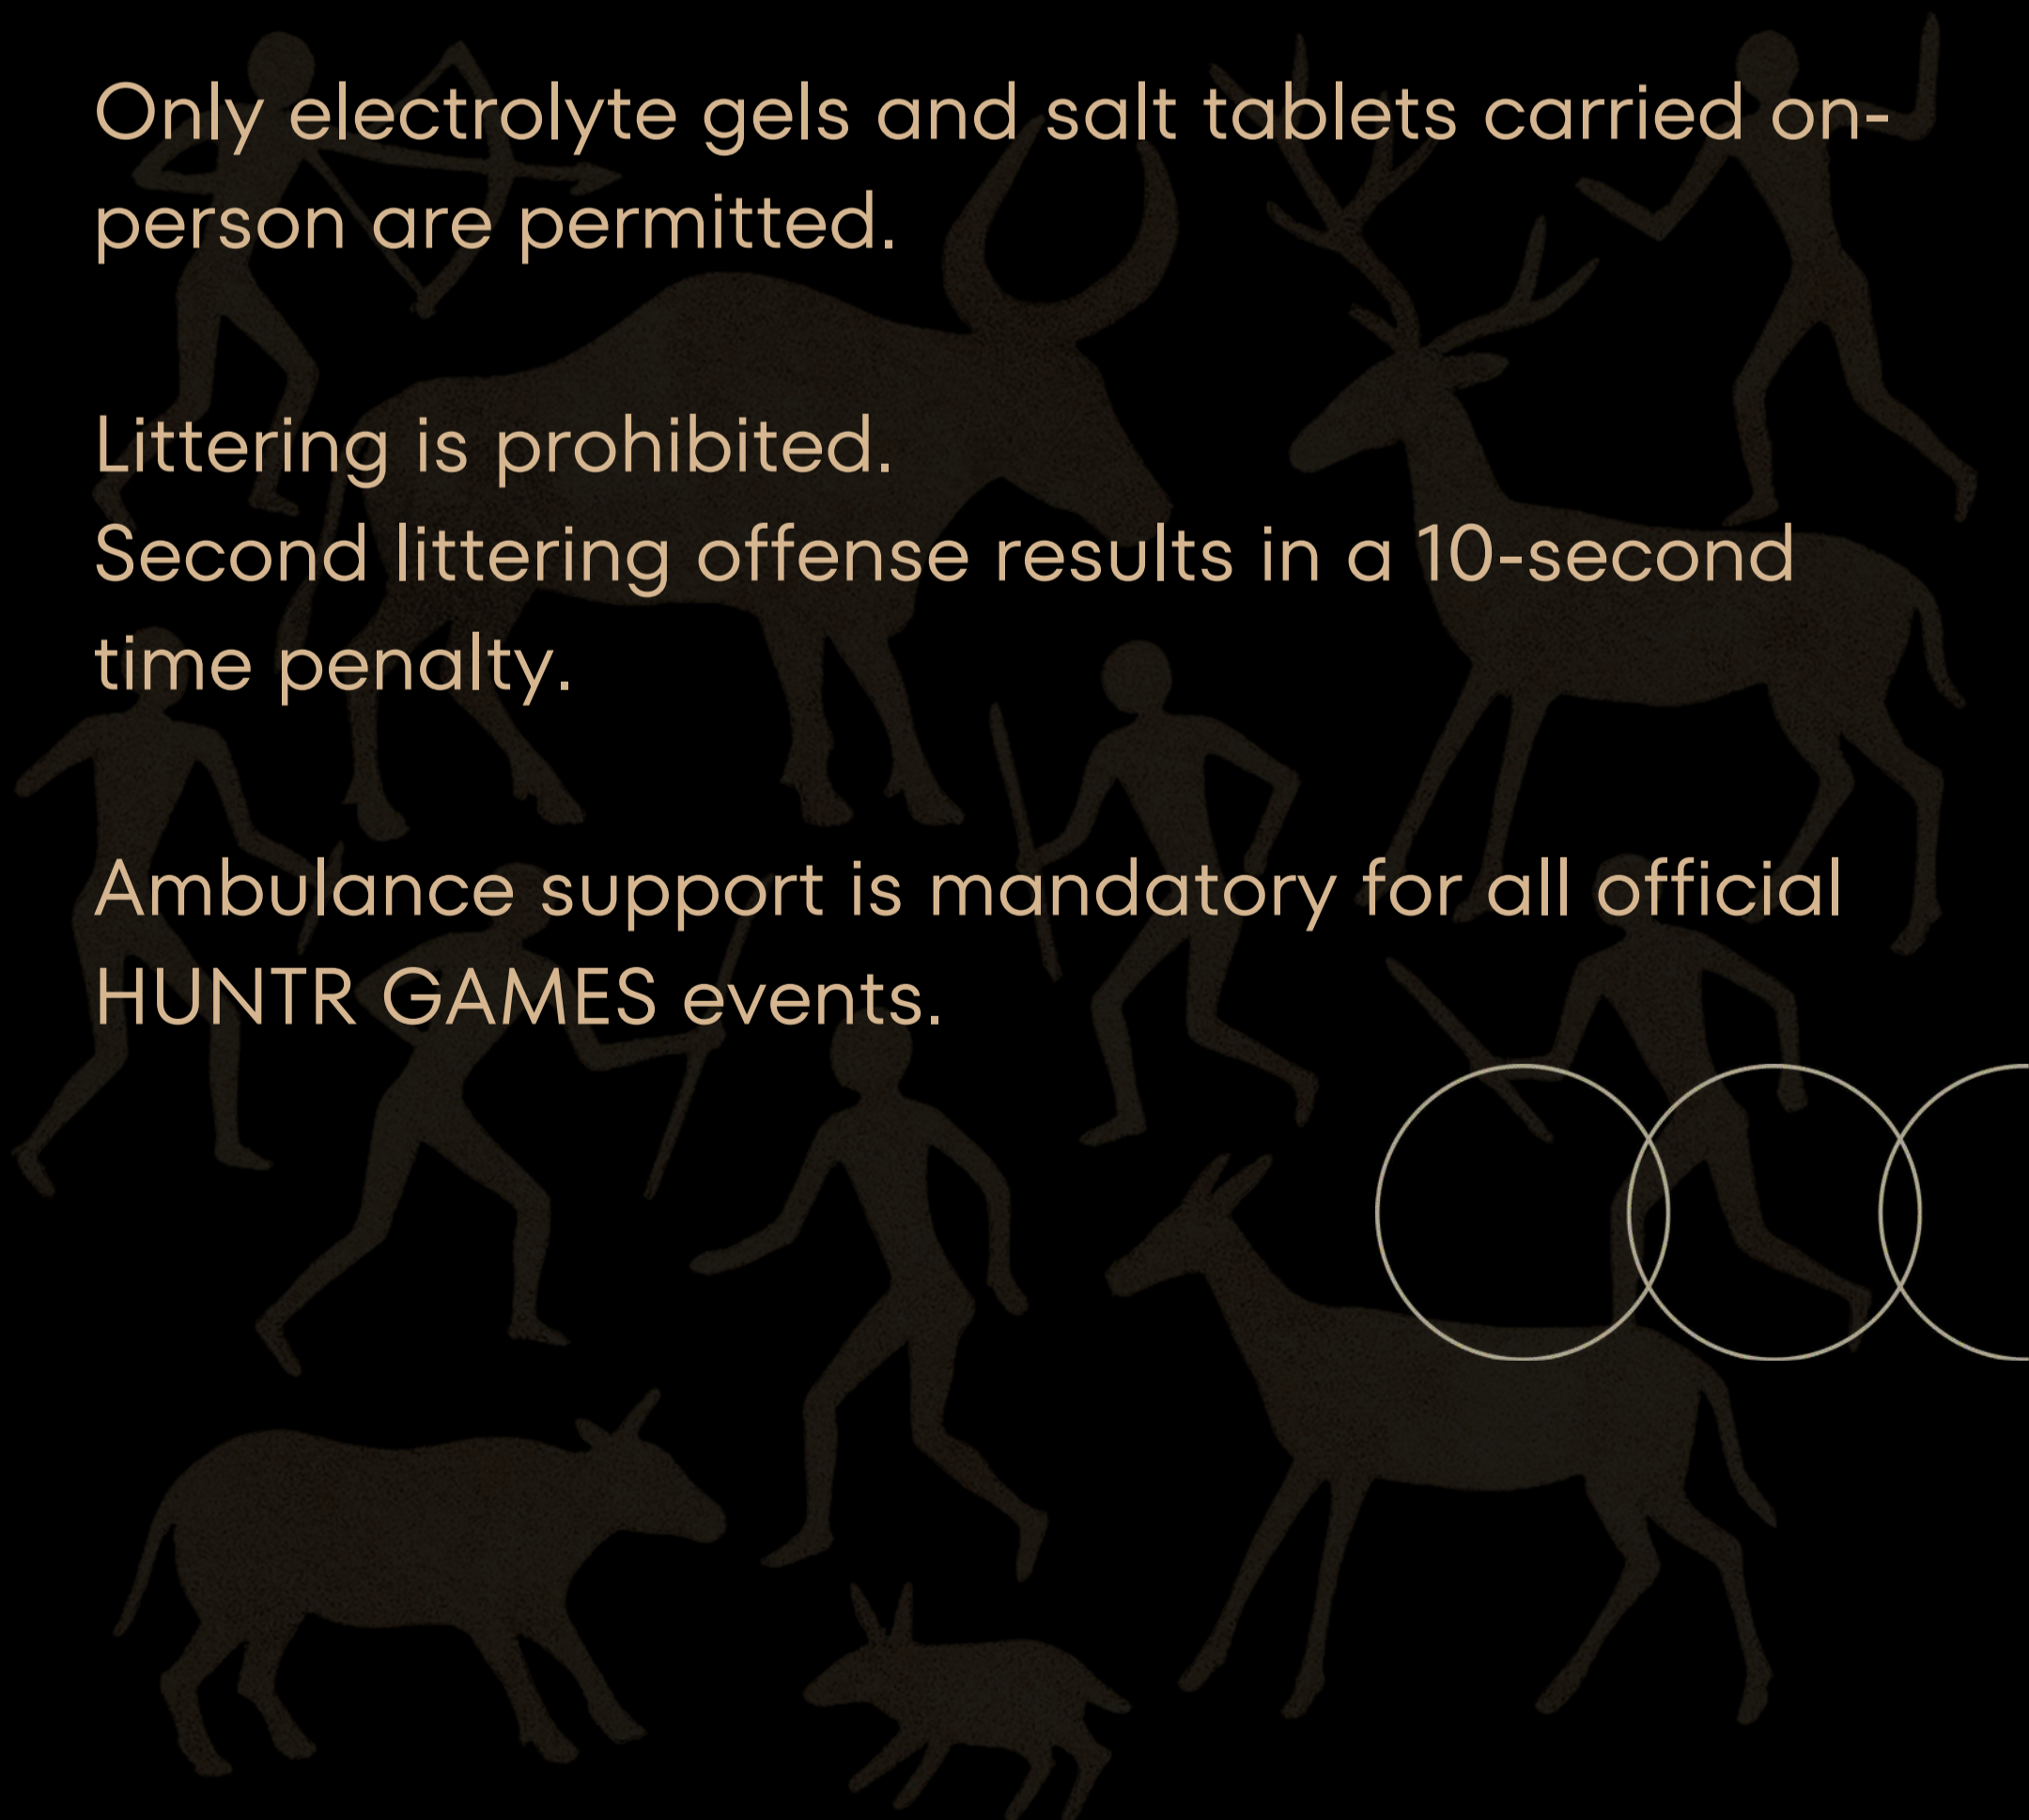 Only electrolyte gels and salt tablets carried on-
person are permitted.
Littering is prohibited.
Second littering offense results in a 10-second
time penalty.
Ambulance support is mandatory for all official
HUNTR GAMES events.